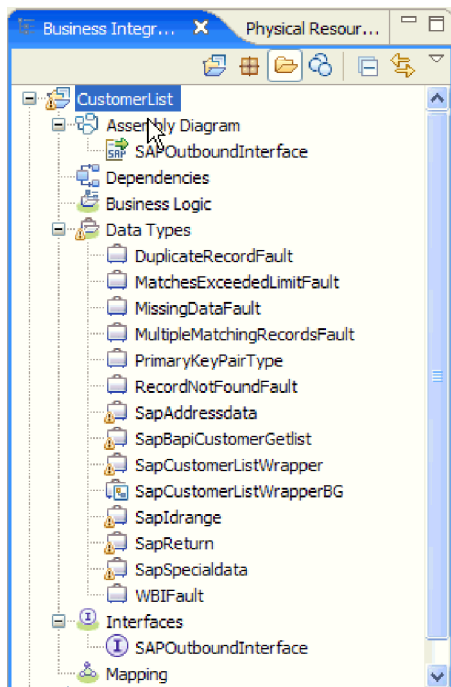 Business Integr...
Physical Resour...
CustomerList
Assembly Diagram
SAP
SAPOutboundInterface
Dependencies
Business Logic
Data Types
DuplicateRecordFault
MatchesExceededLimitFault
MissingDataFault
MultipleMatchingRecordsFault
PrimaryKeyPairType
RecordNotFoundFault
SapAddressdata
SapBapiCustomerGetlist
SapCustomerListWrapper
SapCustomerListWrapperBG
SapIdrange
SapReturn
SapSpecialdata
WBIFault
Interfaces
SAPOutboundInterface
Mapping